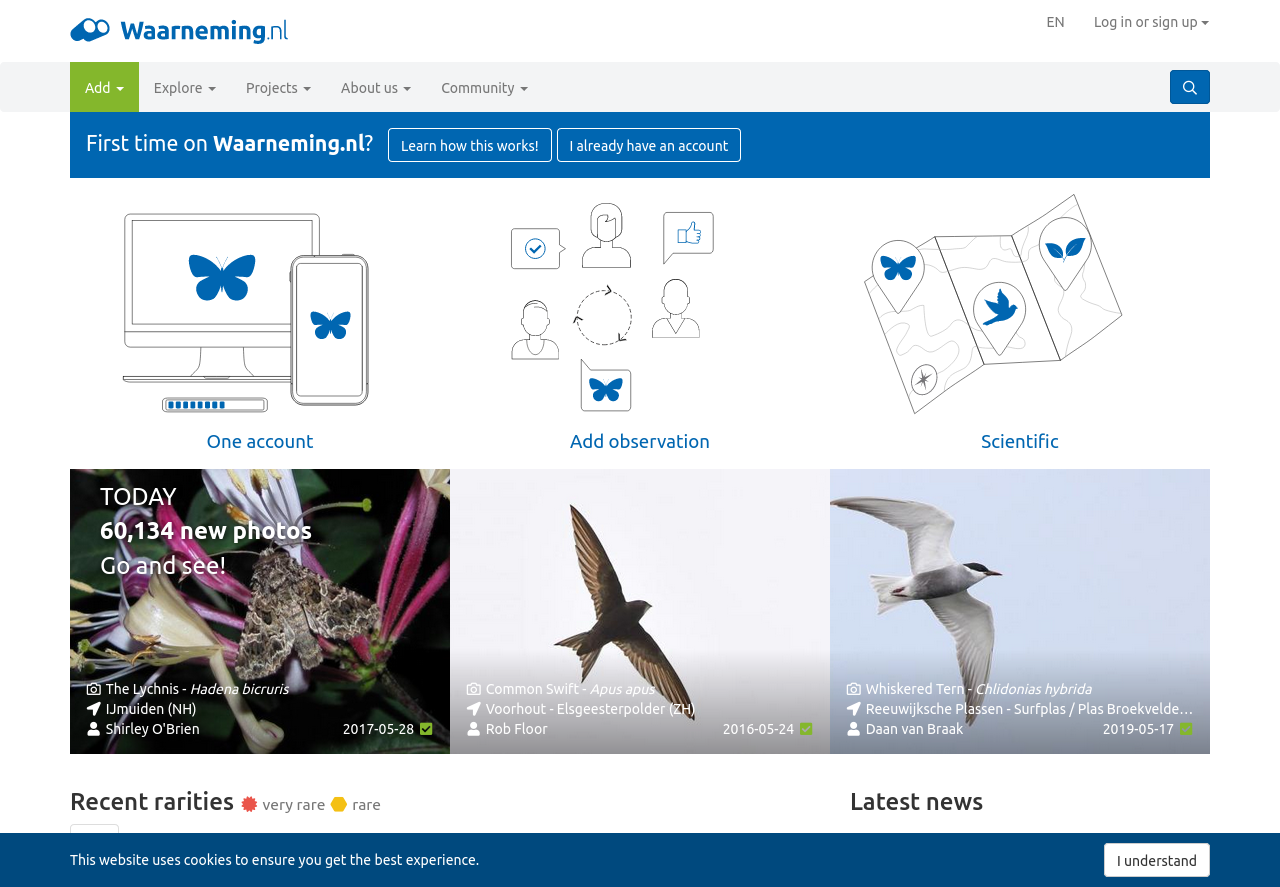 Waarneming.nl
EN
Log in or sign up
Add
Explore
Projects
About us
Community
First time on Waarneming.nl?
Learn how this works!
I already have an account
One account
Add observation
Scientific
TODAY
60,134 new photos
Go and see!
The Lychnis - Hadena bicruris
IJmuiden (NH)
Shirley O'Brien
2017-05-28
Common Swift - Apus apus
Voorhout - Elsgeesterpolder (ZH)
Rob Floor
2016-05-24
Whiskered Tern - Chlidonias hybrida
Reeuwijksche Plassen - Surfplas / Plas Broekvelde…
Daan van Braak
2019-05-17
Recent rarities
very rare
rare
Latest news
This website uses cookies to ensure you get the best experience.
I understand